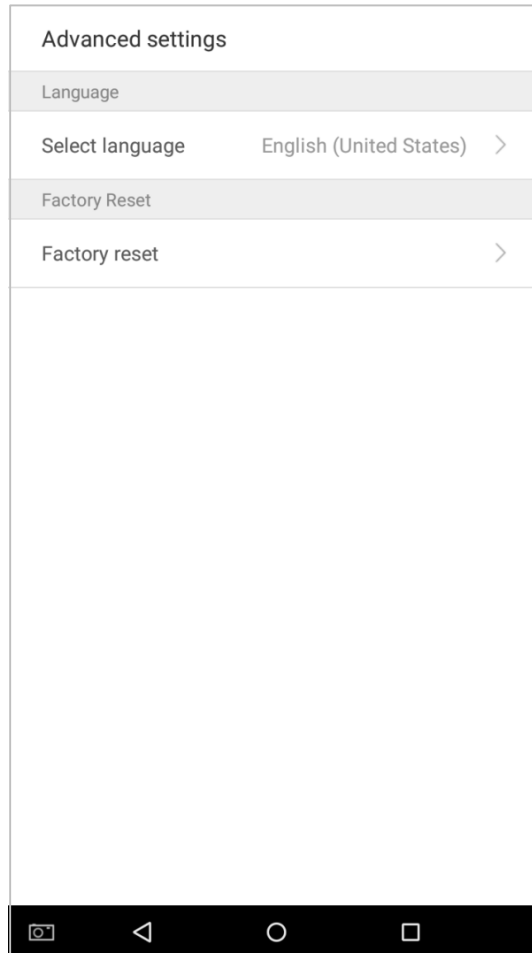 Advanced settings
Language
Select language English (United States)
Factory Reset
Factory reset